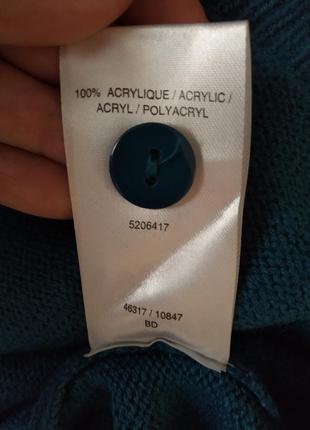 100% ACRYLIQUE / ACRYLIC /
ACRYL / POLYACRYL
5206417
46317 / 10847
BD